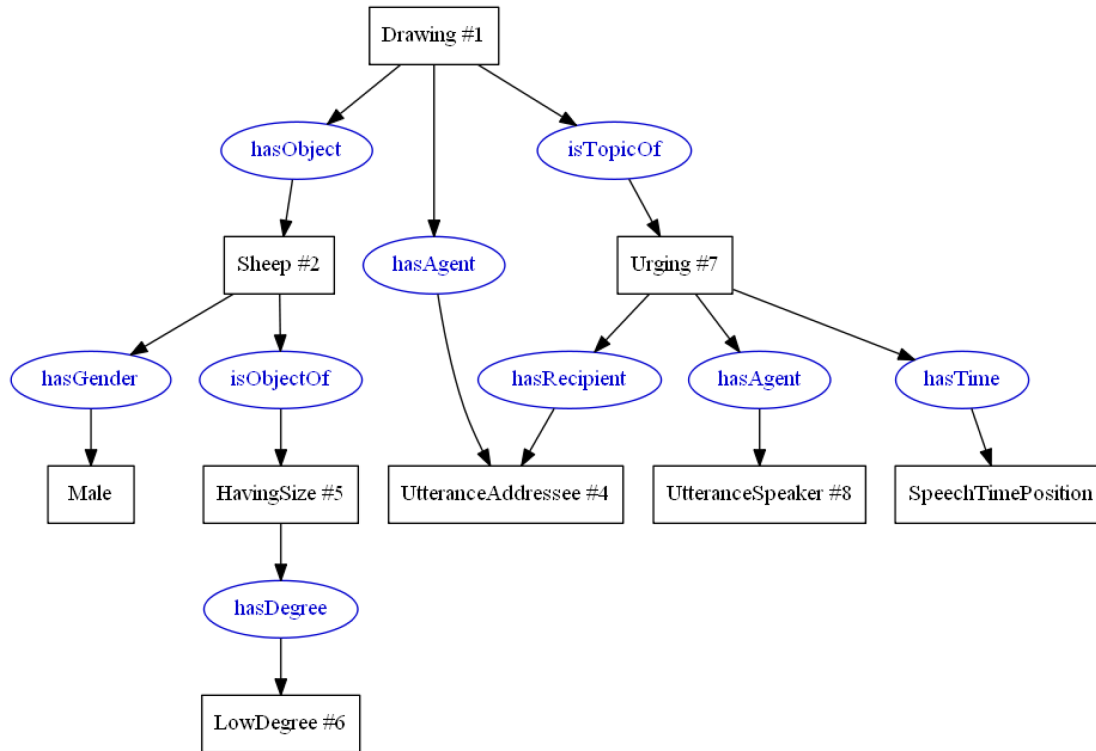 Drawing #1
hasObject
isTopicOf
Sheep #2
hasAgent
Urging #7
hasGender
isObjectOf
hasRecipient
hasAgent
hasTime
Male
HavingSize #5
UtteranceAddressee #4
UtteranceSpeaker #8
SpeechTimePosition
hasDegree
LowDegree #6